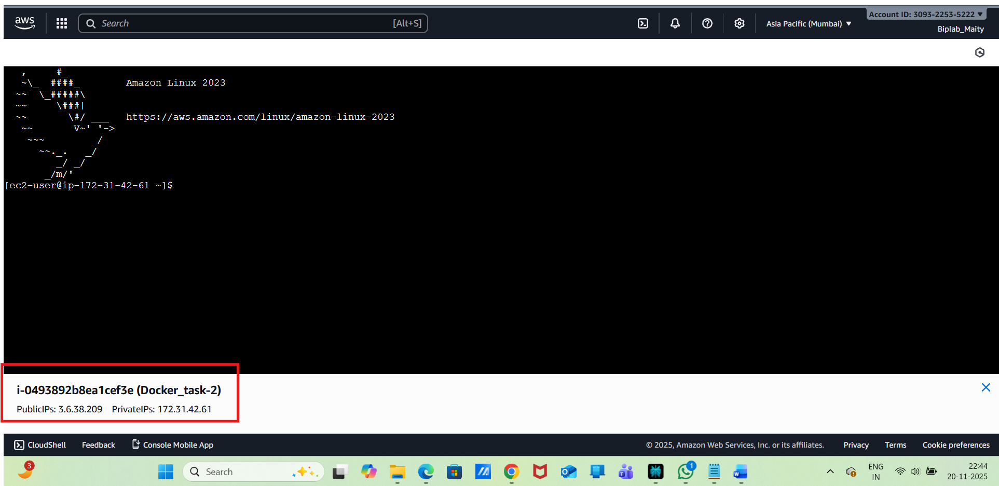 aws
Search [Alt+S]
Asia Pacific (Mumbai) ▼
Account ID: 3093-2253-5222 ▼
Biplab_Maity
   ,     #_
   ~\_  ####_        Amazon Linux 2023
  ~~  \_#####\
  ~~     \###|
  ~~       \#/ ___   https://aws.amazon.com/linux/amazon-linux-2023
   ~~       V~' '->
    ~~~         /
      ~~._.   _/
         _/ _/
       _/m/'
[ec2-user@ip-172-31-42-61 ~]$
i-0493892b8ea1cef3e (Docker_task-2)
PublicIPs: 3.6.38.209 PrivateIPs: 172.31.42.61
CloudShell Feedback Console Mobile App © 2025, Amazon Web Services, Inc. or its affiliates. Privacy Terms Cookie preferences
3
Search
1
ENG
IN
22:44
20-11-2025